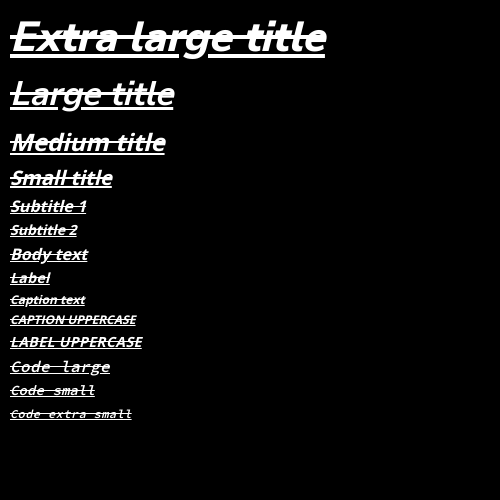 Extra large title
Large title
Medium title
Small title
Subtitle 1
Subtitle 2
Body text
Label
Caption text
CAPTION UPPERCASE
LABEL UPPERCASE
Code large
Code small
Code extra small